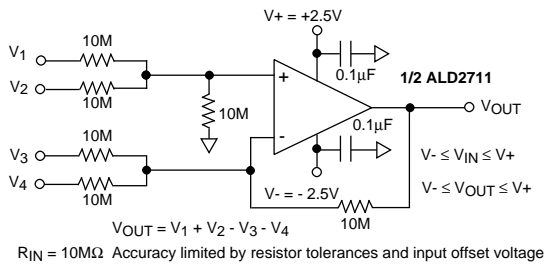 V+ = +2.5V
V1
10M
V2
10M
0.1µF
1/2 ALD2711
+
10M
VOUT
V3
10M
-
0.1µF
V- ≤ VIN ≤ V+
V4
10M
V- = - 2.5V
V- ≤ VOUT ≤ V+
10M
VOUT = V1 + V2 - V3 - V4
RIN = 10MΩ Accuracy limited by resistor tolerances and input offset voltage